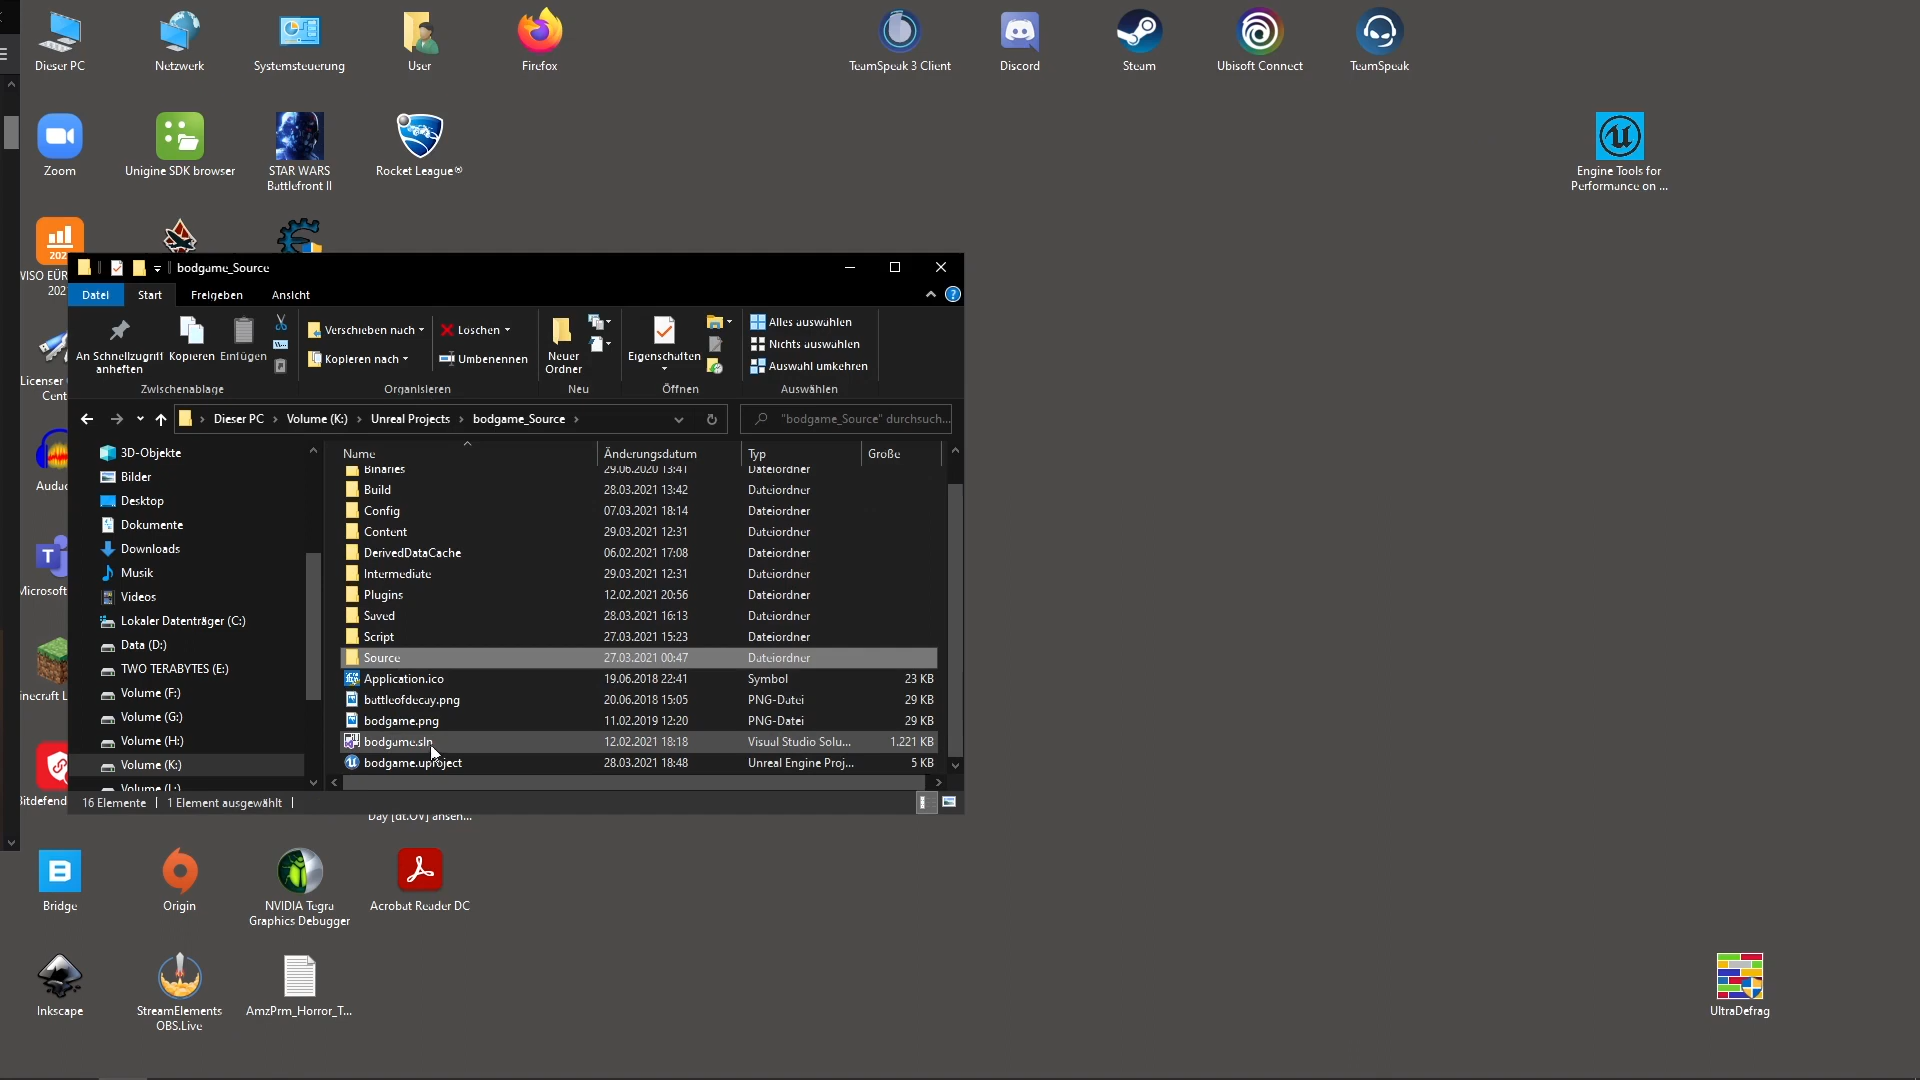 Dieser PC
Netzwerk
Systemsteuerung
User
Firefox
TeamSpeak 3 Client
Discord
Steam
Ubisoft Connect
TeamSpeak
Zoom
Unigine SDK browser
STAR WARS
Battlefront II
Rocket League®
Engine Tools for
Performance on ...
WISO EÜR
202
Licenser
Cent
Audac
Microsoft
inecraft L
Bitdefend
bodgame_Source
Datei
Start
Freigeben
Ansicht
An Schnellzugriff
anheften
Kopieren
Einfügen
Zwischenablage
Verschieben nach
Kopieren nach
Löschen
Umbenennen
Organisieren
Neuer
Ordner
Neu
Eigenschaften
Öffnen
Alles auswählen
Nichts auswählen
Auswahl umkehren
Auswählen
Dieser PC > Volume (K:) > Unreal Projects > bodgame_Source >
"bodgame_Source" durchsuch...
3D-Objekte
Bilder
Desktop
Dokumente
Downloads
Musik
Videos
Lokaler Datenträger (C:)
Data (D:)
TWO TERABYTES (E:)
Volume (F:)
Volume (G:)
Volume (H:)
Volume (K:)
Volume (L:)
Name Änderungsdatum Typ Größe
Binaries 29.06.2020 13:41 Dateiordner
Build 28.03.2021 13:42 Dateiordner
Config 07.03.2021 18:14 Dateiordner
Content 29.03.2021 12:31 Dateiordner
DerivedDataCache 06.02.2021 17:08 Dateiordner
Intermediate 29.03.2021 12:31 Dateiordner
Plugins 12.02.2021 20:56 Dateiordner
Saved 28.03.2021 16:13 Dateiordner
Script 27.03.2021 15:23 Dateiordner
Source 27.03.2021 00:47 Dateiordner
Application.ico 19.06.2018 22:41 Symbol 23 KB
battleofdecay.png 20.06.2018 15:05 PNG-Datei 29 KB
bodgame.png 11.02.2019 12:20 PNG-Datei 29 KB
bodgame.sln 12.02.2021 18:18 Visual Studio Solu... 1.221 KB
bodgame.uproject 28.03.2021 18:48 Unreal Engine Proj... 5 KB
16 Elemente
1 Element ausgewählt
Day [dt.OV] anseh...
Bridge
Origin
NVIDIA Tegra
Graphics Debugger
Acrobat Reader DC
Inkscape
StreamElements
OBS.Live
AmzPrm_Horror_T...
UltraDefrag